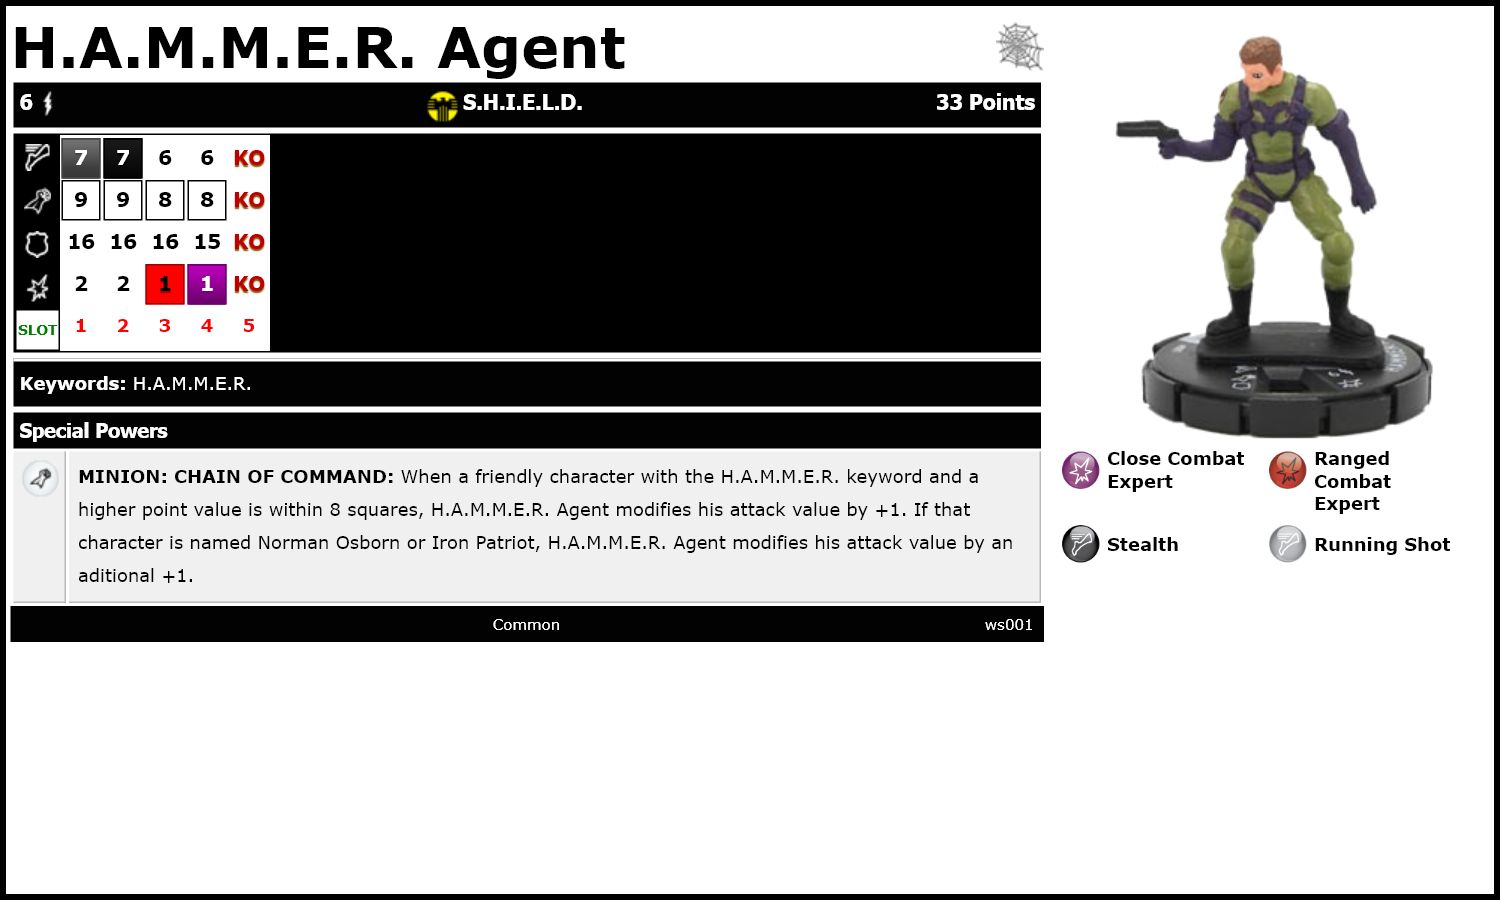 H.A.M.M.E.R. Agent
6 S.H.I.E.L.D. 33 Points
7 7 6 6 KO
9 9 8 8 KO
16 16 16 15 KO
2 2 1 1 KO
SLOT 1 2 3 4 5
Keywords: H.A.M.M.E.R.
Special Powers
MINION: CHAIN OF COMMAND: When a friendly character with the H.A.M.M.E.R. keyword and a
higher point value is within 8 squares, H.A.M.M.E.R. Agent modifies his attack value by +1. If that
character is named Norman Osborn or Iron Patriot, H.A.M.M.E.R. Agent modifies his attack value by an
aditional +1.
Common ws001
Close Combat
Expert
Ranged
Combat
Expert
Stealth
Running Shot